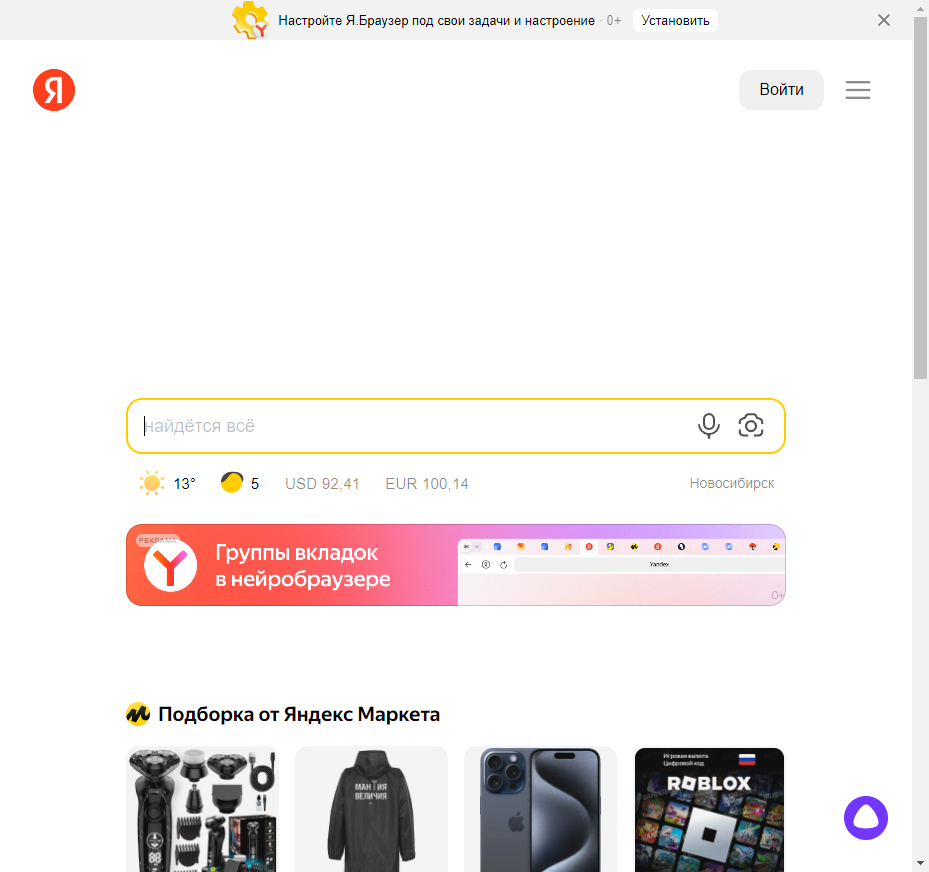 Настройте Я.Браузер под свои задачи и настроение · 0+ Установить
Я
Войти
найдётся всё
13° 5 USD 92,41 EUR 100,14 Новосибирск
РЕКЛАМА
Группы вкладок
в нейробраузере
Yandex
0+
Подборка от Яндекс Маркета
МАНТИЯ
ВЕЛИЧИЯ
88
Игровая валюта
Цифровой код
ROBLOX